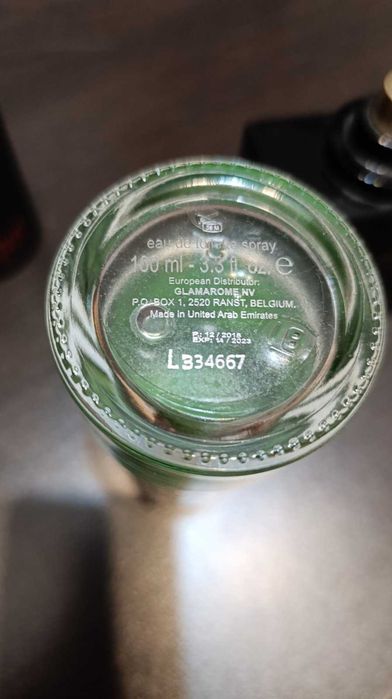 eau de toilette spray
100 ml - 3.3 fl. oz. e
European Distributor:
GLAMAROME NV
P.O. BOX 1, 2520 RANST, BELGIUM.
Made in United Arab Emirates
P: 12 / 2018
EXP: 14 / 2023
L334667